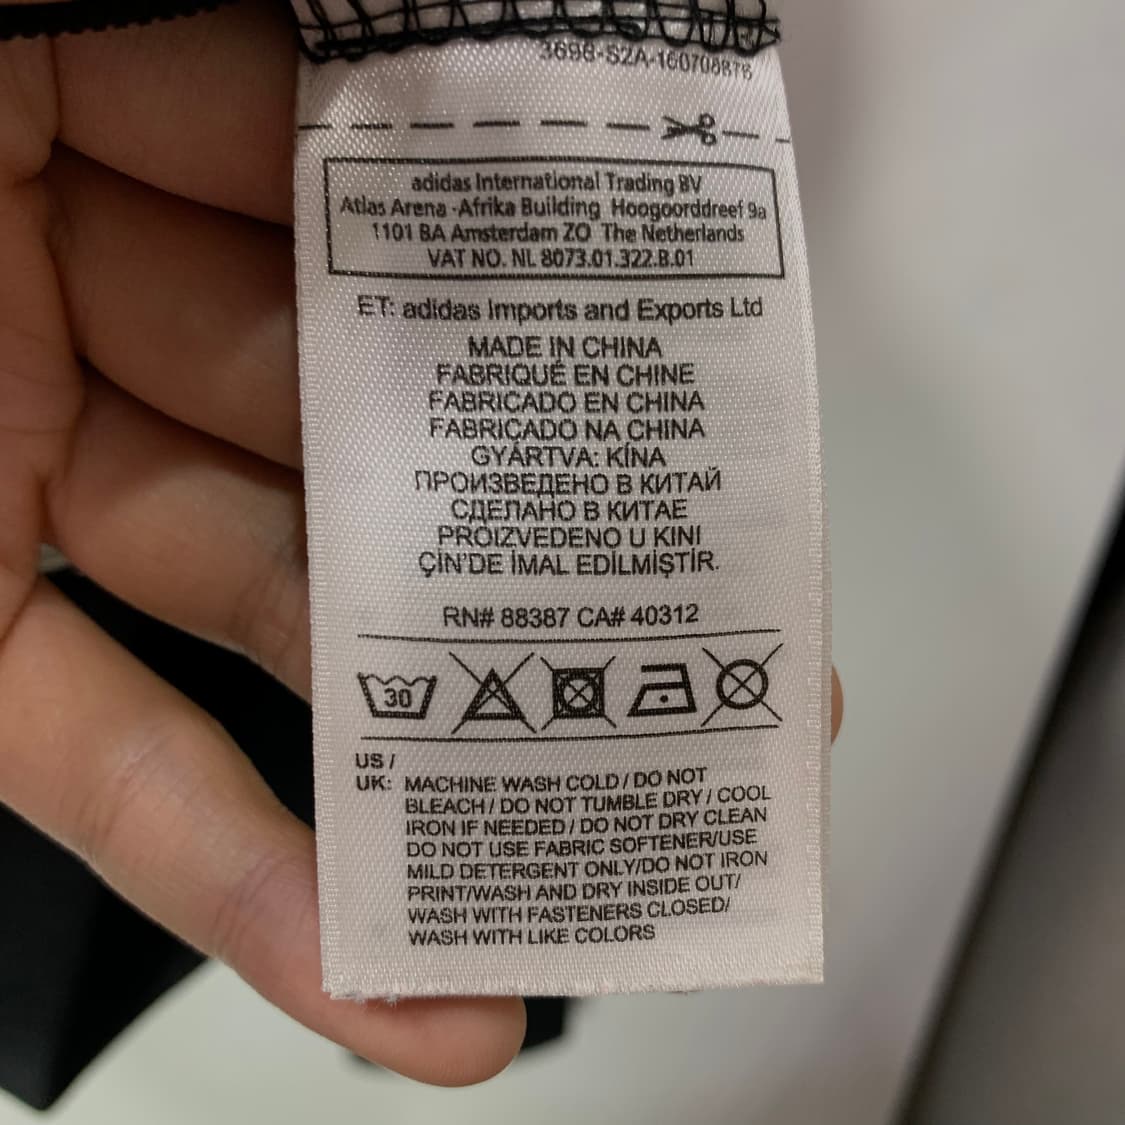 3698-S2A-160708876
adidas International Trading BV
Atlas Arena -Afrika Building Hoogoorddreef 9a
1101 BA Amsterdam ZO The Netherlands
VAT NO. NL 8073.01.322.B.01
ET: adidas Imports and Exports Ltd
MADE IN CHINA
FABRIQUÉ EN CHINE
FABRICADO EN CHINA
FABRICADO NA CHINA
GYÁRTVA: KÍNA
ПРОИЗВЕДЕНО В КИТАЙ
СДЕЛАНО В КИТАЕ
PROIZVEDENO U KINI
ÇİN'DE İMAL EDİLMİŞTİR.
RN# 88387 CA# 40312
30
US /
UK: MACHINE WASH COLD / DO NOT
BLEACH / DO NOT TUMBLE DRY / COOL
IRON IF NEEDED / DO NOT DRY CLEAN
DO NOT USE FABRIC SOFTENER/USE
MILD DETERGENT ONLY/DO NOT IRON
PRINT/WASH AND DRY INSIDE OUT/
WASH WITH FASTENERS CLOSED/
WASH WITH LIKE COLORS